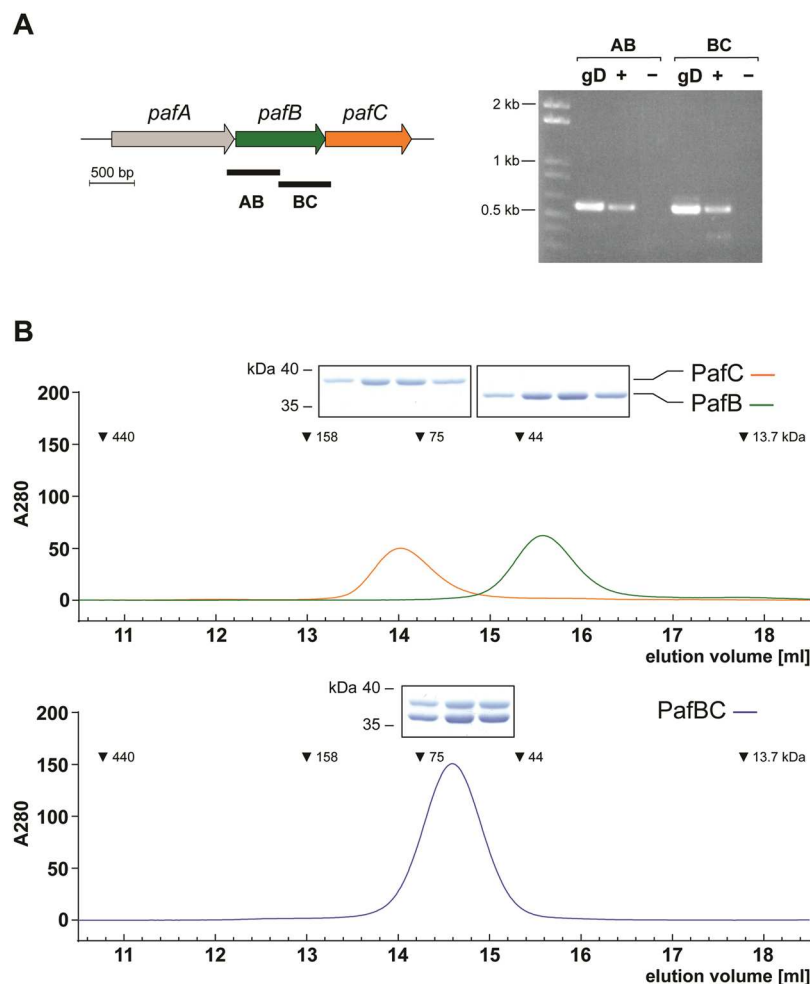 A
AB BC
gD + – gD + –
pafA pafB pafC
500 bp
AB BC
2 kb
1 kb
0.5 kb
B
kDa 40
35
PafC
PafB
200
150
100
50
0
A280
440 158 75 44 13.7 kDa
11 12 13 14 15 16 17 18
elution volume [ml]
kDa 40
35
PafBC
200
150
100
50
0
A280
440 158 75 44 13.7 kDa
11 12 13 14 15 16 17 18
elution volume [ml]